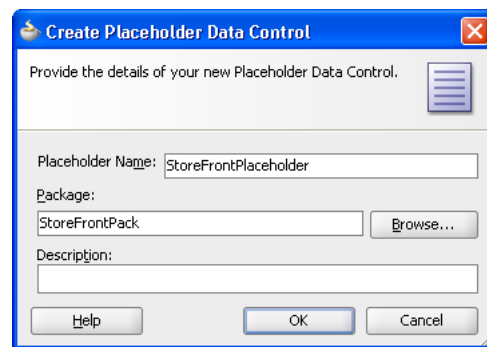 Create Placeholder Data Control
Provide the details of your new Placeholder Data Control.
Placeholder Name: StoreFrontPlaceholder
Package:
StoreFrontPack Browse...
Description:
Help OK Cancel